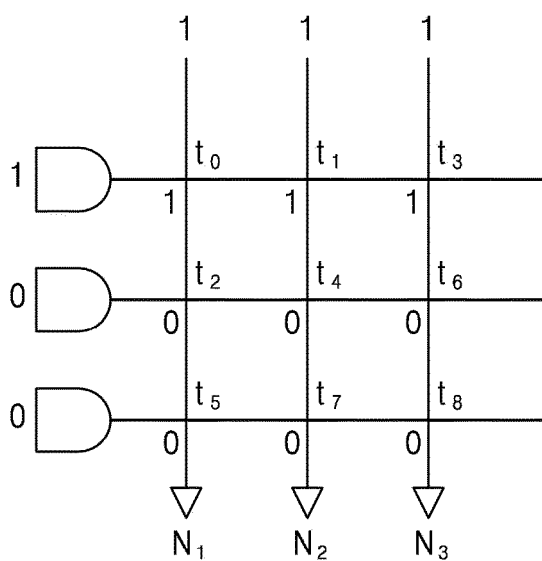 1 1 1
t₀ t₁ t₃
1
1 1 1
t₂ t₄ t₆
0
0 0 0
t₅ t₇ t₈
0
0 0 0
N₁ N₂ N₃